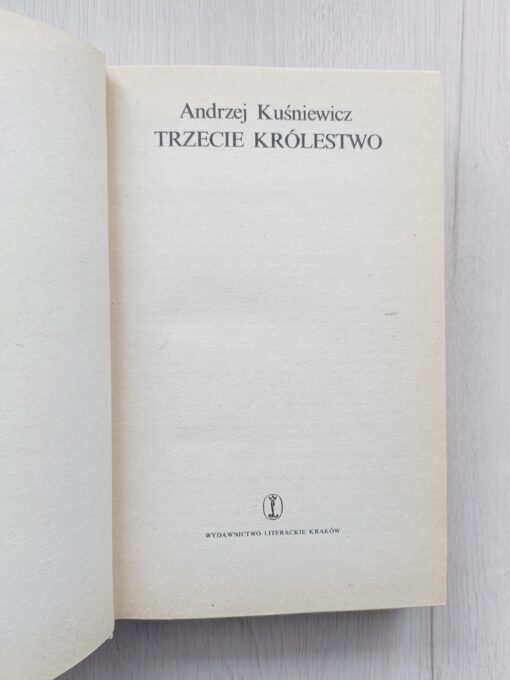 Andrzej Kuśniewicz
TRZECIE KRÓLESTWO
WYDAWNICTWO LITERACKIE KRAKÓW